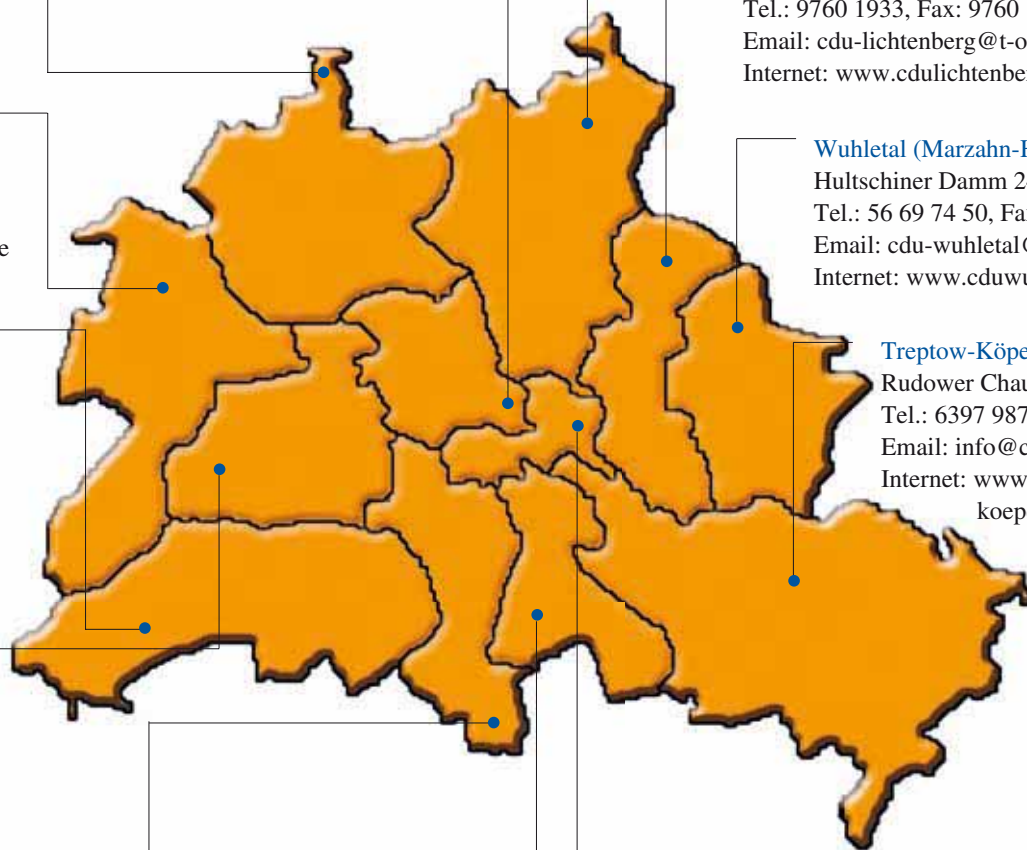 Tel.: 9760 1933, Fax: 9760
Email: cdu-lichtenberg@t-o
Internet: www.cdulichtenber
Wuhletal (Marzahn-H
Hultschiner Damm 2
Tel.: 56 69 74 50, Fa
Email: cdu-wuhletal@
Internet: www.cduwu
e
Treptow-Köpe
Rudower Chau
Tel.: 6397 987
Email: info@c
Internet: www.
koep